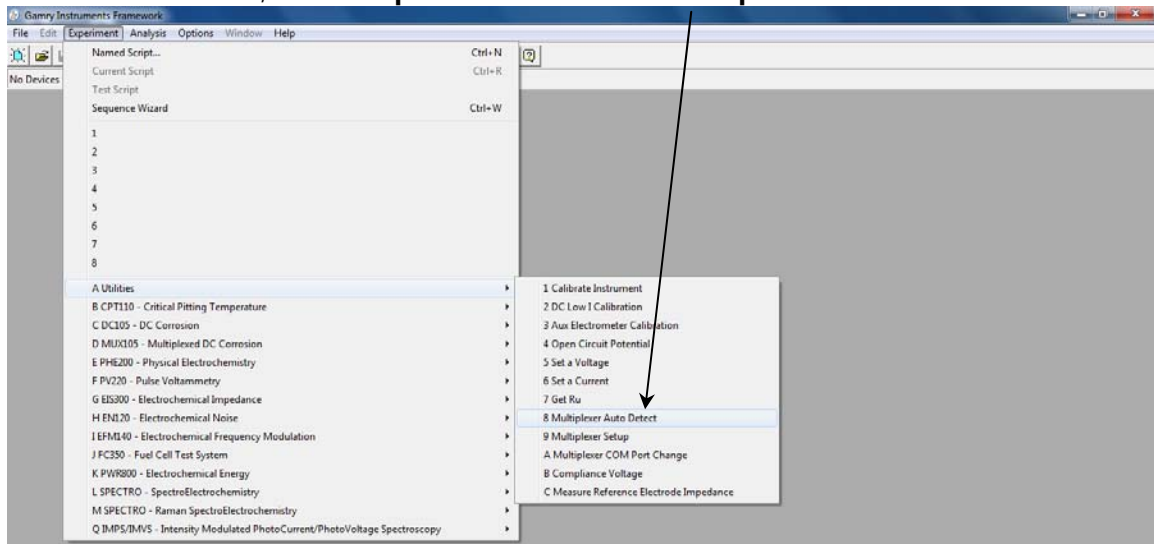 Gamry Instruments Framework
File Edit Experiment Analysis Options Window Help
No Devices
Named Script... Ctrl+N
Current Script Ctrl+R
Test Script
Sequence Wizard Ctrl+W
1
2
3
4
5
6
7
8
A Utilities
B CPT110 - Critical Pitting Temperature
C DC105 - DC Corrosion
D MUX105 - Multiplexed DC Corrosion
E PHE200 - Physical Electrochemistry
F PV220 - Pulse Voltammetry
G EIS300 - Electrochemical Impedance
H EN120 - Electrochemical Noise
I EFM140 - Electrochemical Frequency Modulation
J FC350 - Fuel Cell Test System
K PWR800 - Electrochemical Energy
L SPECTRO - SpectroElectrochemistry
M SPECTRO - Raman SpectroElectrochemistry
Q IMPS/IMVS - Intensity Modulated PhotoCurrent/PhotoVoltage Spectroscopy
1 Calibrate Instrument
2 DC Low I Calibration
3 Aux Electrometer Calibration
4 Open Circuit Potential
5 Set a Voltage
6 Set a Current
7 Get Ru
8 Multiplexer Auto Detect
9 Multiplexer Setup
A Multiplexer COM Port Change
B Compliance Voltage
C Measure Reference Electrode Impedance